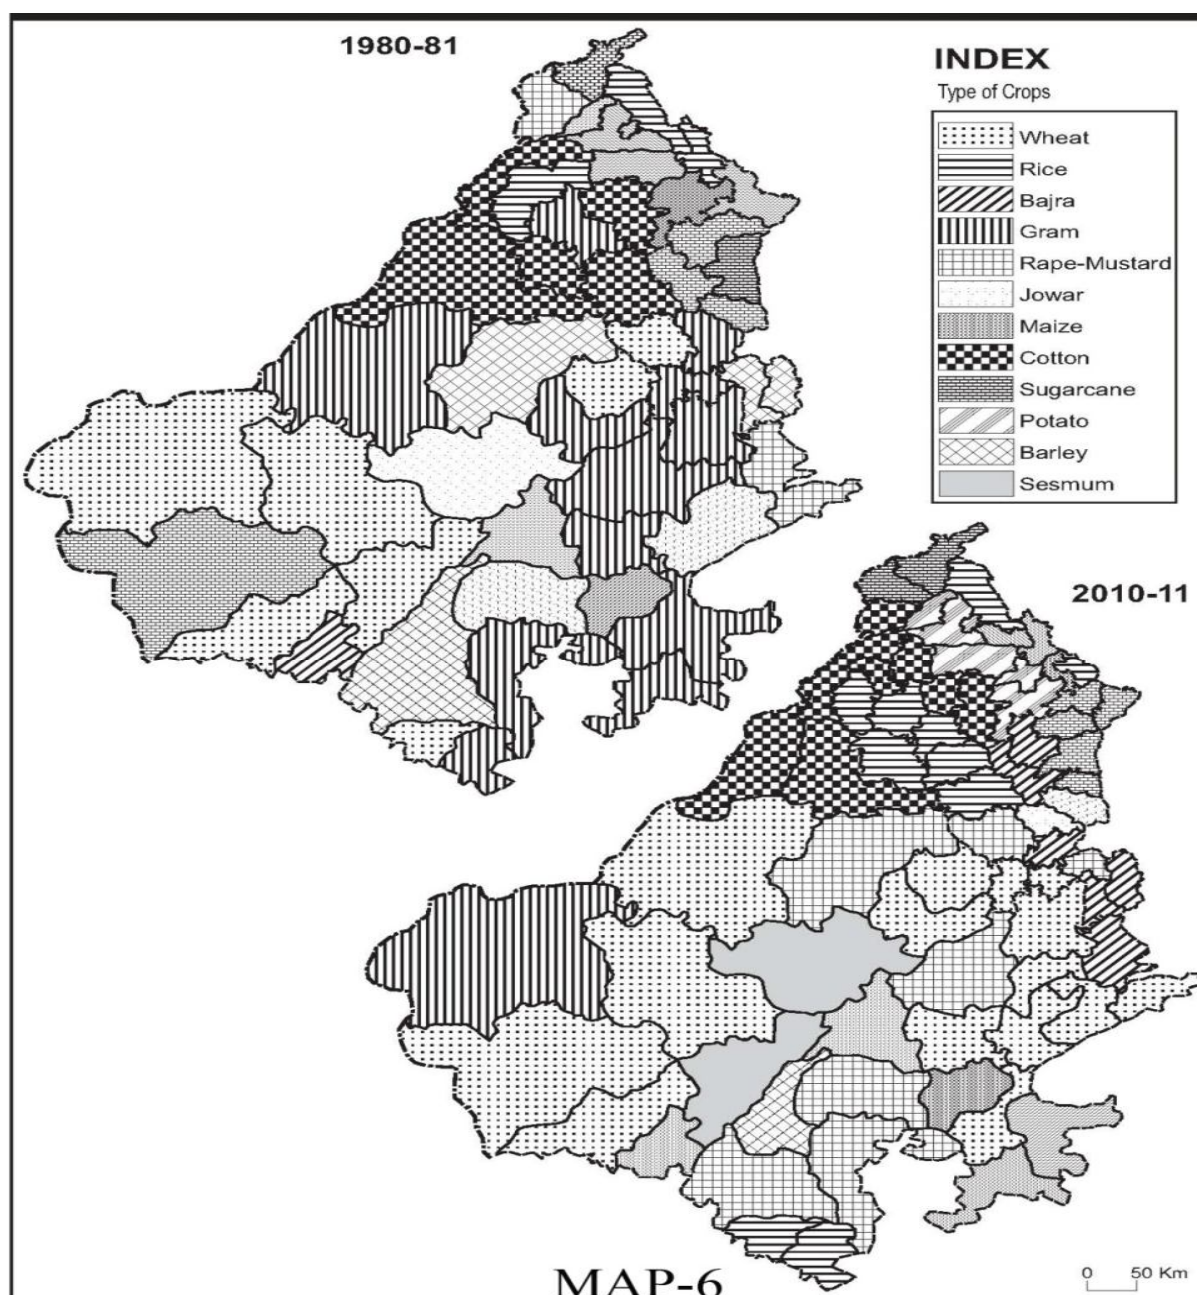 1980-81
INDEX
Type of Crops
Wheat
Rice
Bajra
Gram
Rape-Mustard
Jowar
Maize
Cotton
Sugarcane
Potato
Barley
Sesmum
2010-11
MAP-6
0 50 Km